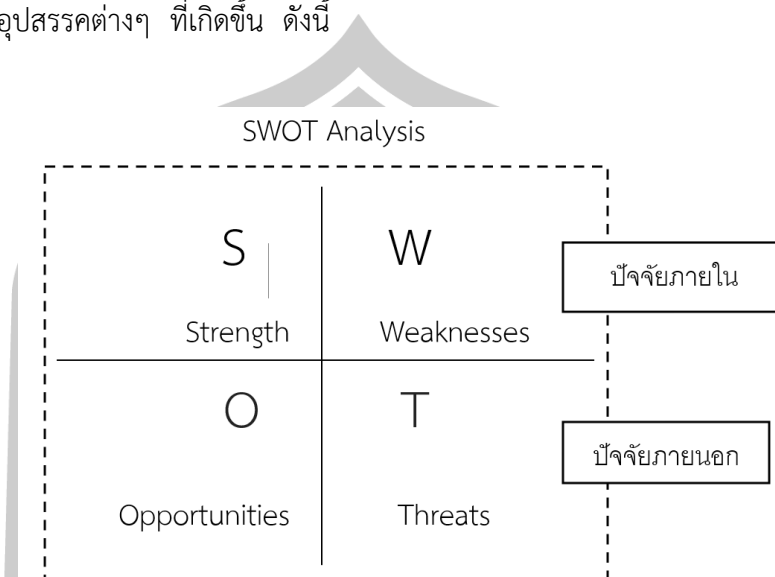 อุปสรรคต่างๆ ที่เกิดขึ้น ดังนี้
SWOT Analysis
S W
ปัจจัยภายใน
Strength Weaknesses
O T
ปัจจัยภายนอก
Opportunities Threats